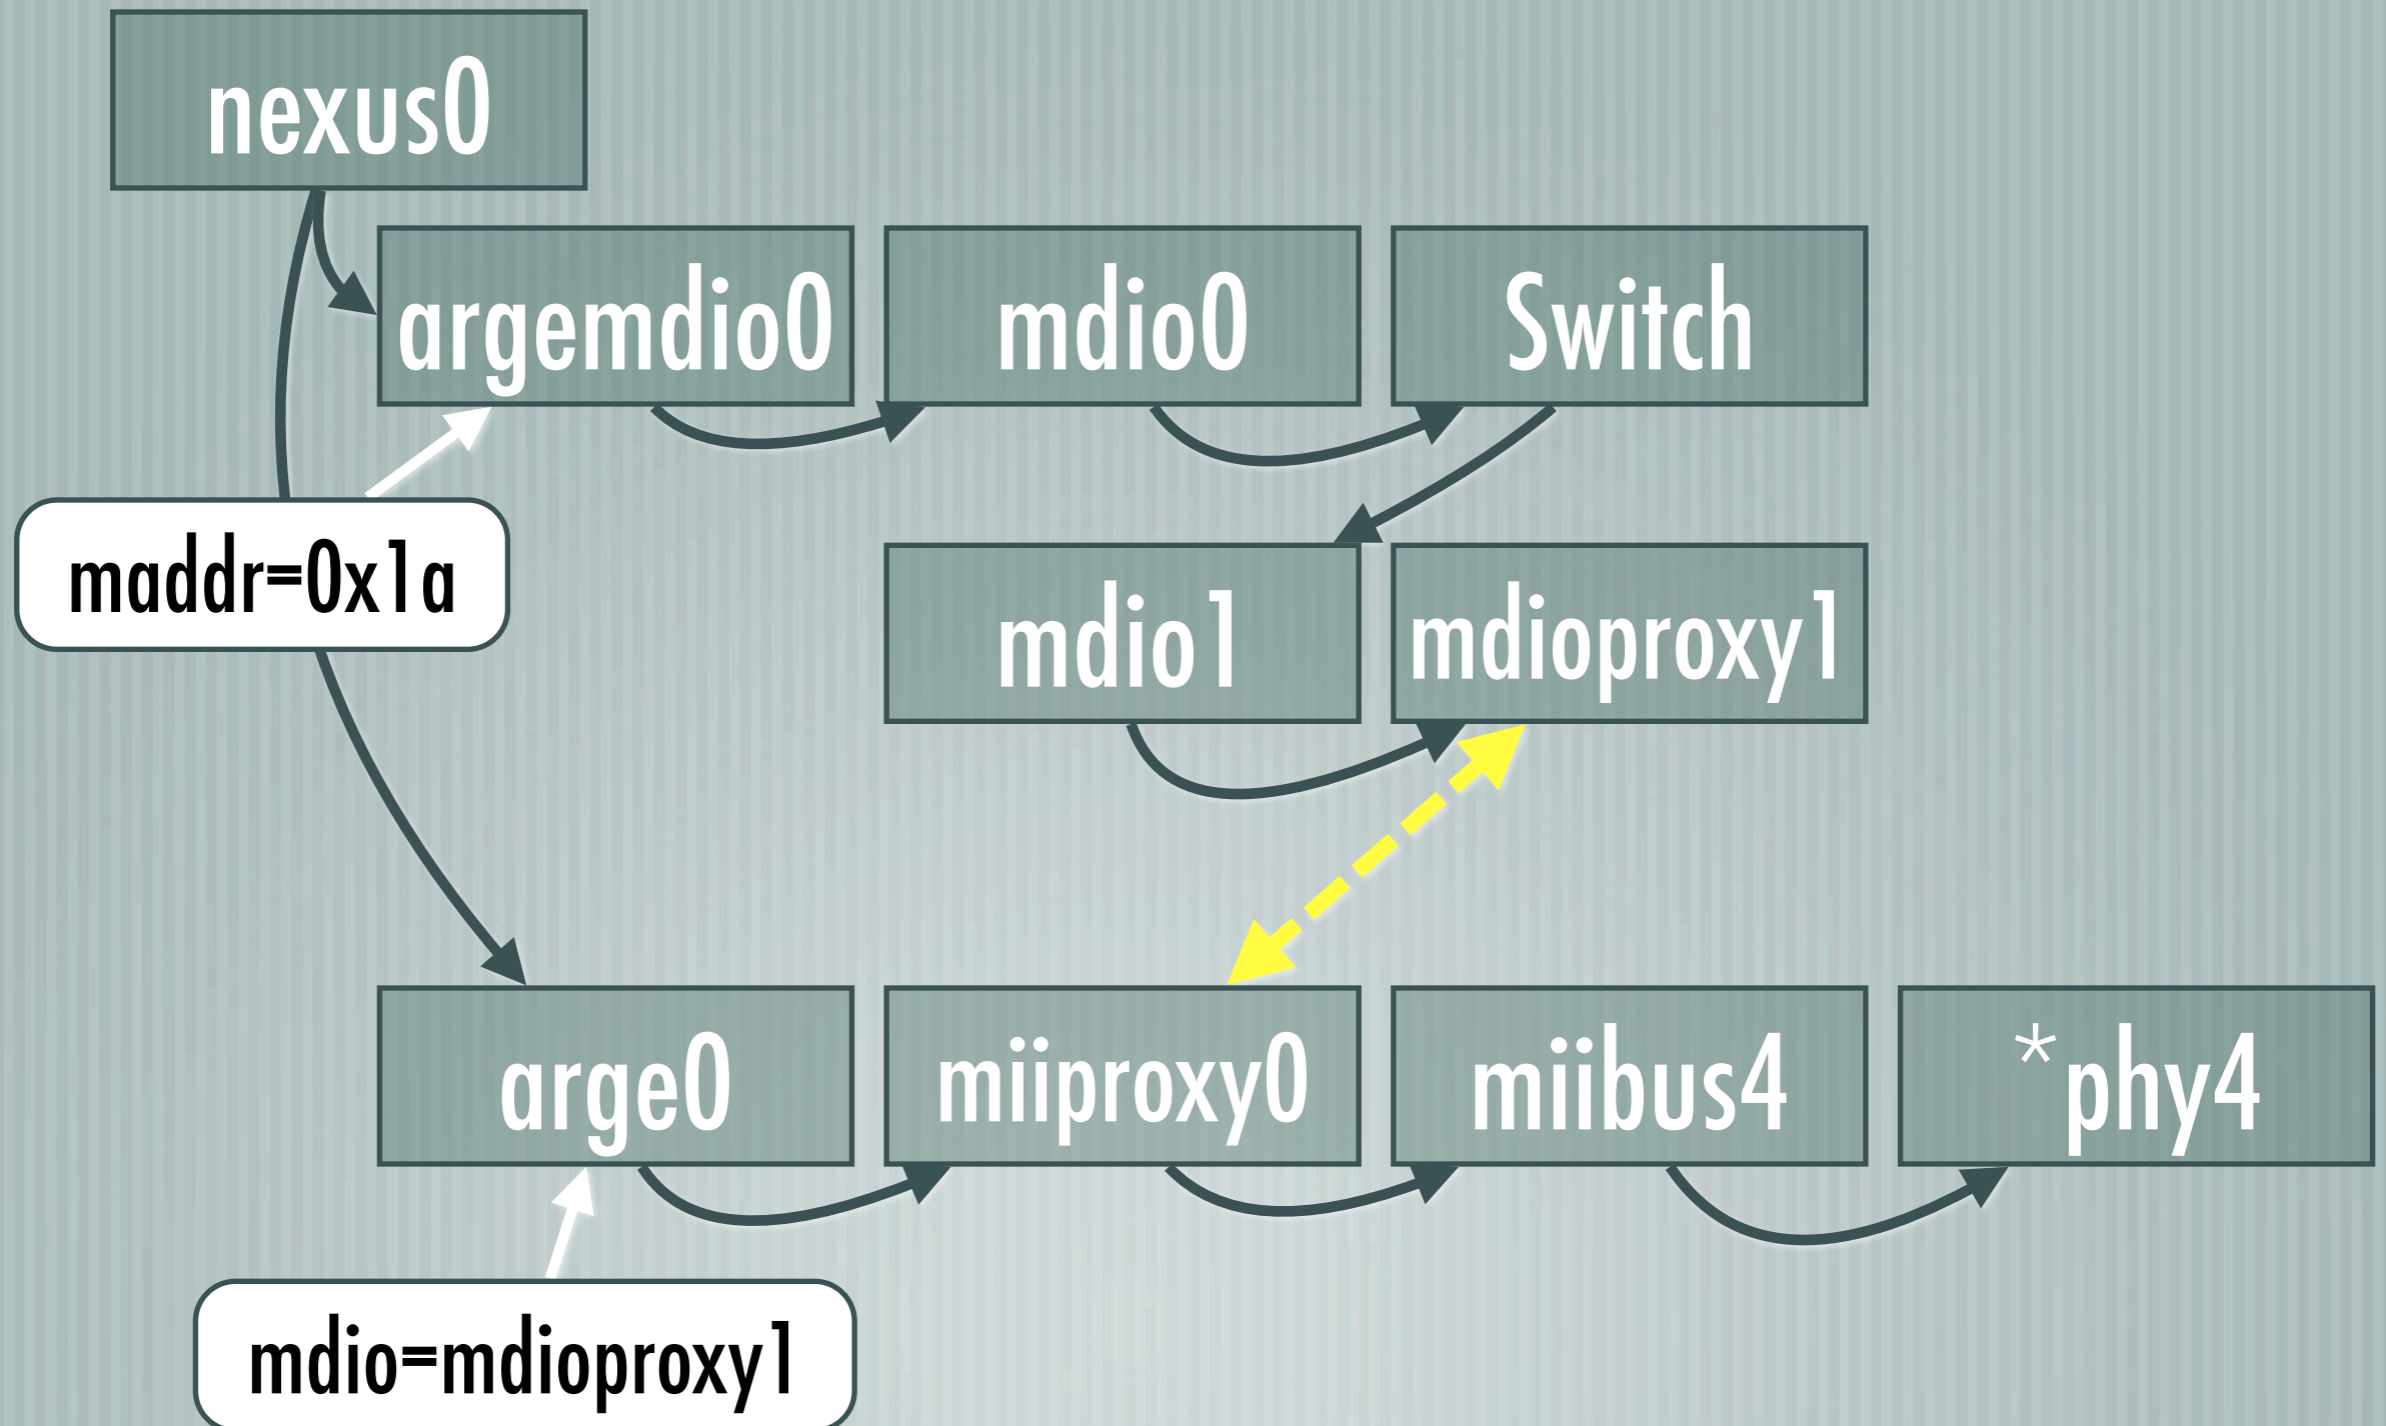 nexus0
argemdio0
mdio0
Switch
maddr=0x1a
mdio1
mdioproxy1
arge0
miiproxy0
miibus4
*phy4
mdio=mdioproxy1